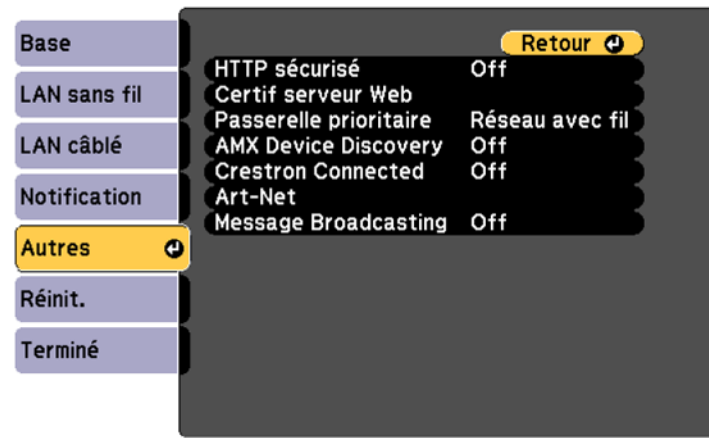 Base
LAN sans fil
LAN câblé
Notification
Autres
Réinit.
Terminé
Retour
HTTP sécurisé Off
Certif serveur Web
Passerelle prioritaire Réseau avec fil
AMX Device Discovery Off
Crestron Connected Off
Art-Net
Message Broadcasting Off